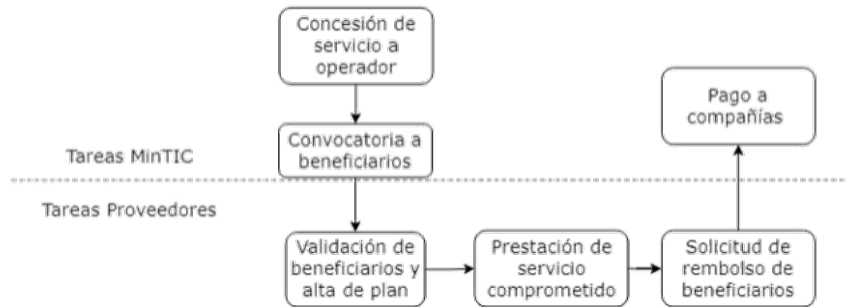 Concesión de
servicio a
operador
Pago a
compañías
Convocatoria a
beneficiarios
Tareas MinTIC
Tareas Proveedores
Validación de
beneficiarios y
alta de plan
Prestación de
servicio
comprometido
Solicitud de
rembolso de
beneficiarios